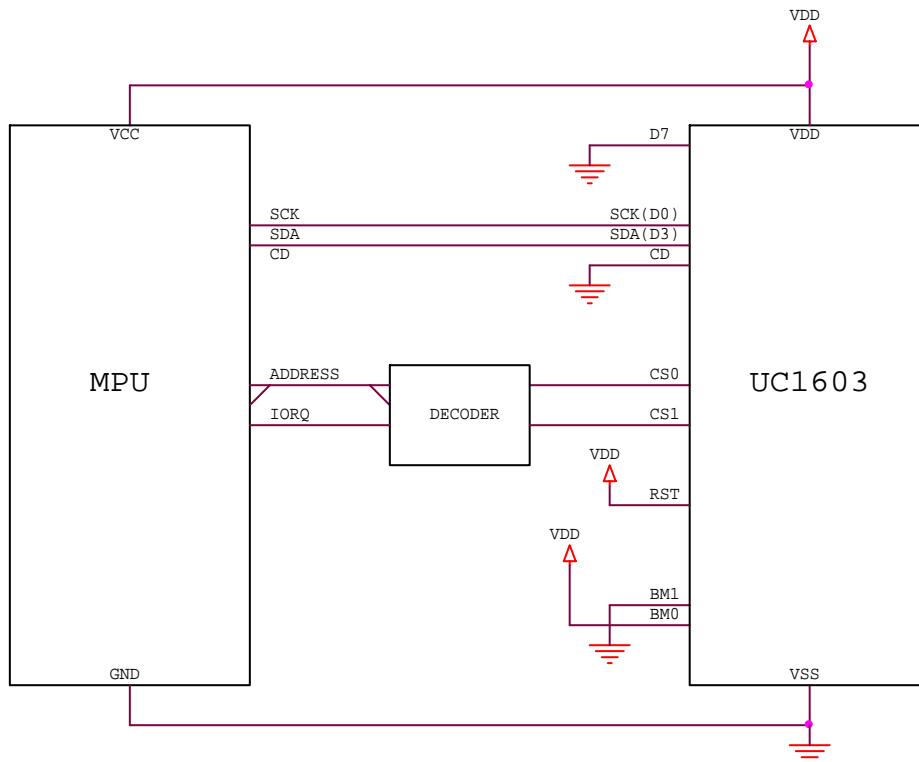 VDD
VCC
D7
VDD
SCK
SCK(D0)
SDA
SDA(D3)
CD
CD
MPU
ADDRESS
CS0
UC1603
IORQ
DECODER
CS1
VDD
RST
VDD
BM1
BM0
GND
VSS